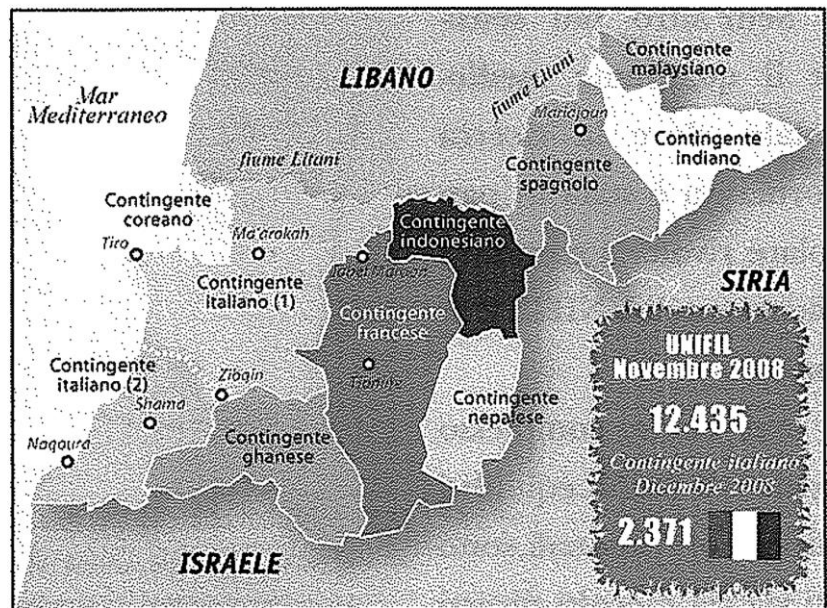 Contingente
malaysiano
fiume Litani
LIBANO
Mar
Mediterraneo
Mariajoun
Contingente
indiano
Contingente
spagnolo
fiume Litani
Contingente
coreano
Contingente
indonesiano
Tiro
Ma'arakah
SIRIA
Contingente
italiano (1)
Contingente
francese
UNIFIL
Novembre 2008
Contingente
italiano (2)
Zibqin
Contingente
nepalese
12.435
Shama
Contingente
ghanese
Naqoura
Contingente italiano
Dicembre 2008
2.371
ISRAELE